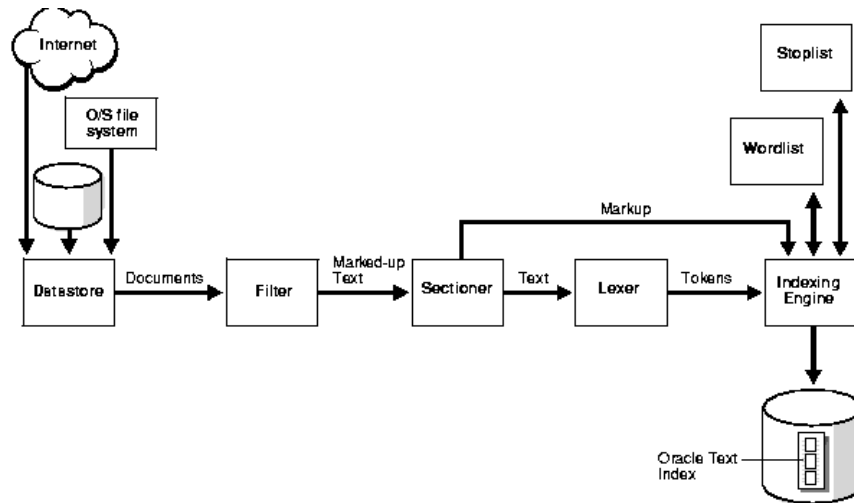 Internet
Stoplist
O/S file
system
Wordlist
Markup
Documents
Marked-up
Text
Text
Tokens
Datastore
Filter
Sectioner
Lexer
Indexing
Engine
Oracle Text
Index